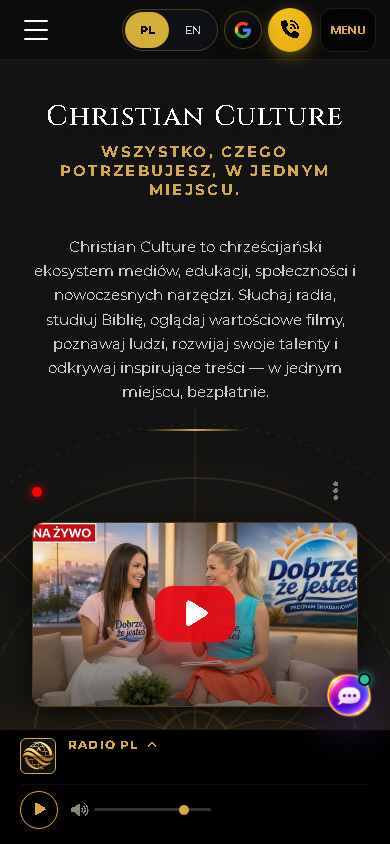 PL
EN
MENU
Christian Culture
WSZYSTKO, CZEGO
POTRZEBUJESZ, W JEDNYM
MIEJSCU.
Christian Culture to chrześcijański
ekosystem mediów, edukacji, społeczności i
nowoczesnych narzędzi. Słuchaj radia,
studiuj Biblię, oglądaj wartościowe filmy,
poznawaj ludzi, rozwijaj swoje talenty i
odkrywaj inspirujące treści — w jednym
miejscu, bezpłatnie.
NA ŻYWO
Dobrze,
że jesteś
PROGRAM ŚNIADANIOWY
Dobrze,
że jesteś
RADIO PL